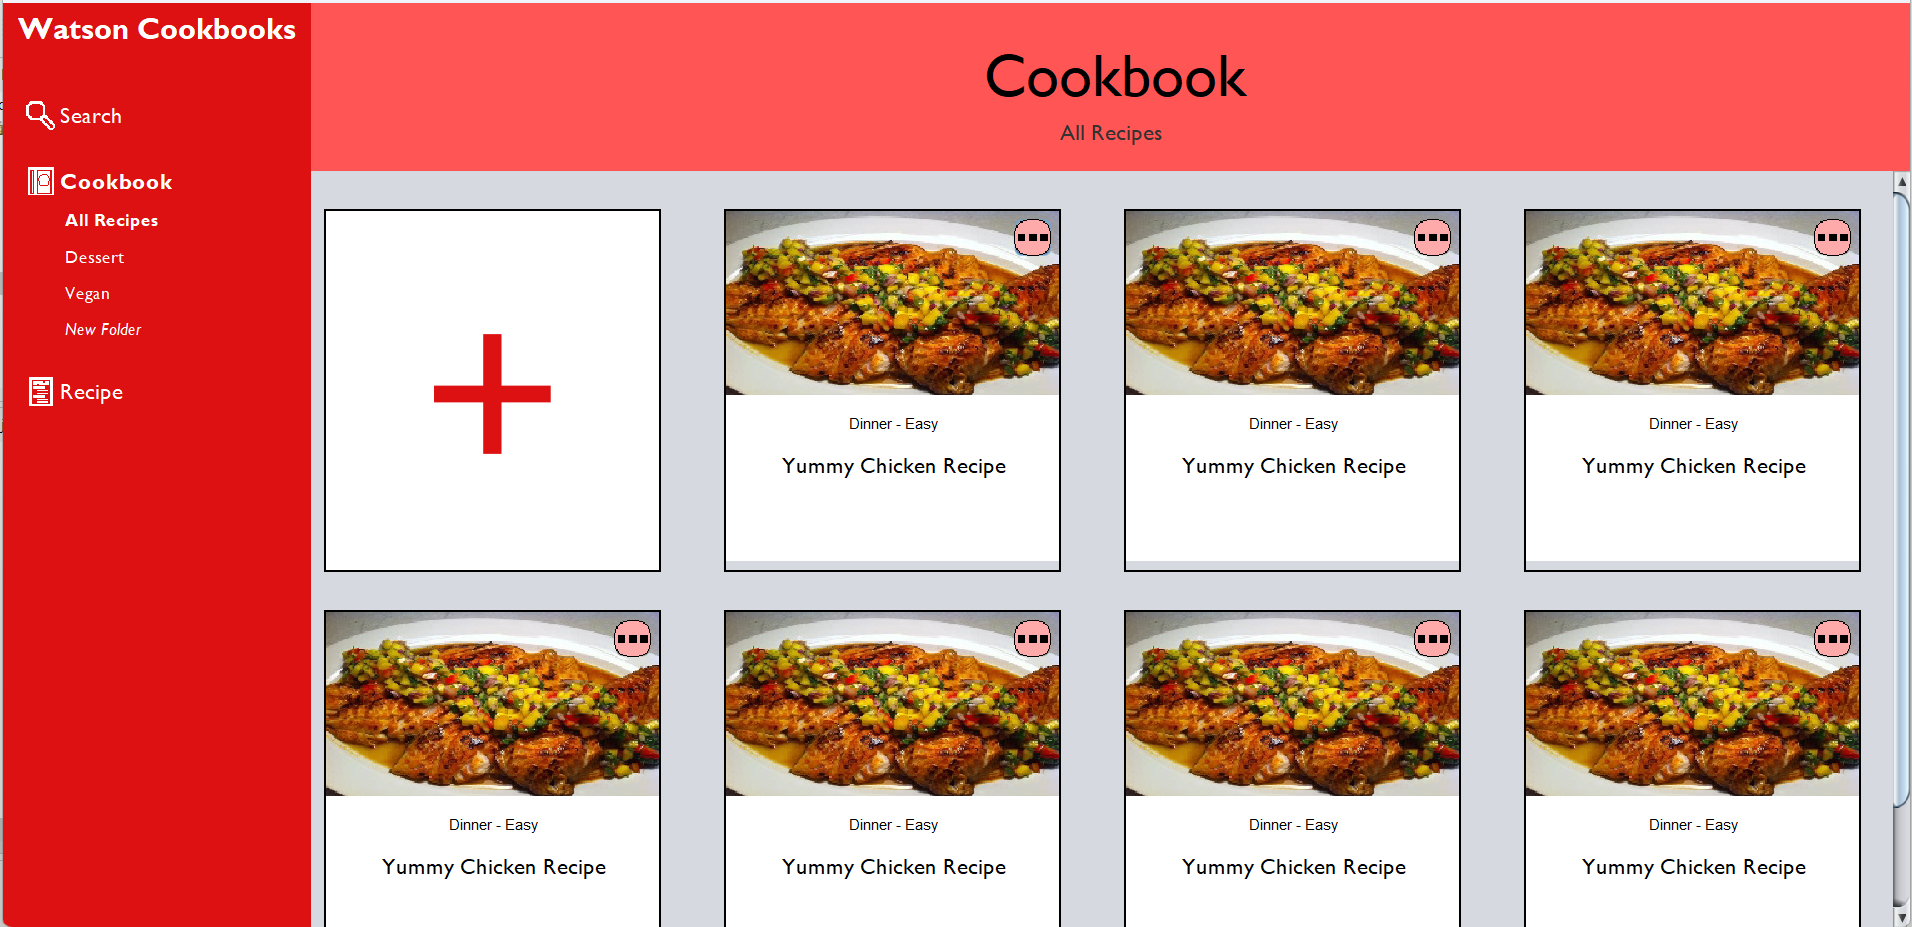 Watson Cookbooks
Search
Cookbook
All Recipes
Dessert
Vegan
New Folder
Recipe
Cookbook
All Recipes
Dinner - Easy
Yummy Chicken Recipe
Dinner - Easy
Yummy Chicken Recipe
Dinner - Easy
Yummy Chicken Recipe
Dinner - Easy
Yummy Chicken Recipe
Dinner - Easy
Yummy Chicken Recipe
Dinner - Easy
Yummy Chicken Recipe
Dinner - Easy
Yummy Chicken Recipe